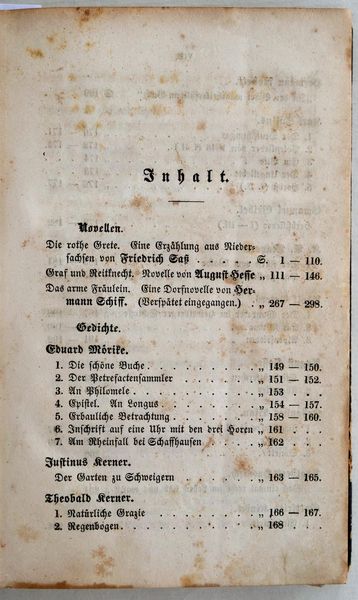 Inhalt.
Novellen.
Die rothe Grete. Eine Erzählung aus Nieder-
sachsen von Friedrich Saß . . . . . S. 1 — 110.
Graf und Reitknecht. Novelle von August Hesse „ 111 — 146.
Das arme Fräulein. Eine Dorfnovelle von Her-
mann Schiff. (Verspätet eingegangen.) . „ 267 — 298.
Gedichte.
Eduard Mörike.
1. Die schöne Buche . . . . . . . . „ 149 — 150.
2. Der Petrefactensammler . . . . . . „ 151 — 152.
3. An Philomele . . . . . . . . . „ 153.
4. Epistel. An Longus . . . . . . . „ 154 — 157.
5. Erbauliche Betrachtung . . . . . . „ 158 — 160.
6. Inschrift auf eine Uhr mit den drei Horen „ 161.
7. Am Rheinfall bei Schaffhausen . . . . „ 162.
Justinus Kerner.
Der Garten zu Schweigern . . . . . „ 163 — 165.
Theobald Kerner.
1. Natürliche Grazie . . . . . . . . „ 166 — 167.
2. Regenbogen . . . . . . . . . . „ 168.